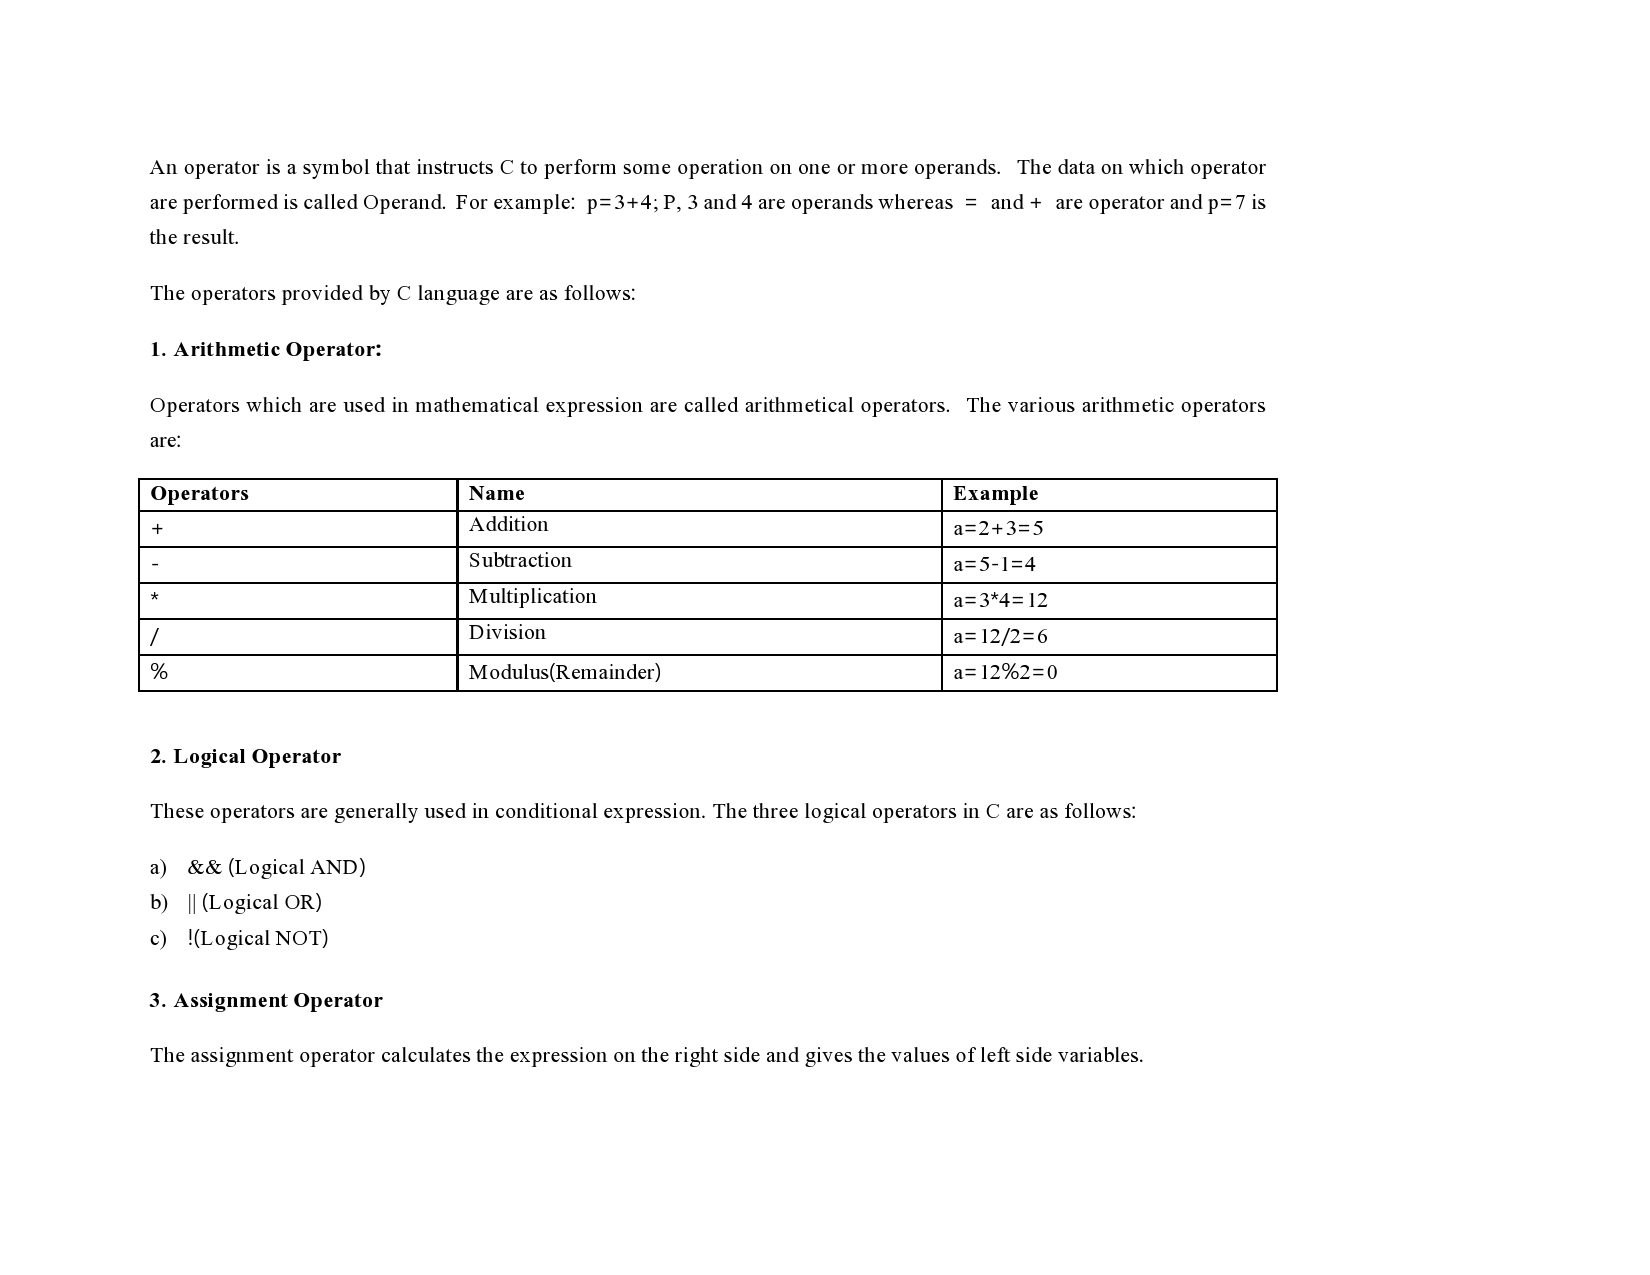 An operator is a symbol that instructs C to perform some operation on one or more operands. The data on which operator
are performed is called Operand. For example: p=3+4; P, 3 and 4 are operands whereas = and + are operator and p=7 is
the result.
The operators provided by C language are as follows:
1. Arithmetic Operator:
Operators which are used in mathematical expression are called arithmetical operators. The various arithmetic operators
are:
Operators Name Example
+ Addition a=2+3=5
- Subtraction a=5-1=4
* Multiplication a=3*4=12
/ Division a=12/2=6
% Modulus(Remainder) a=12%2=0
2. Logical Operator
These operators are generally used in conditional expression. The three logical operators in C are as follows:
a) && (Logical AND)
b) || (Logical OR)
c) !(Logical NOT)
3. Assignment Operator
The assignment operator calculates the expression on the right side and gives the values of left side variables.